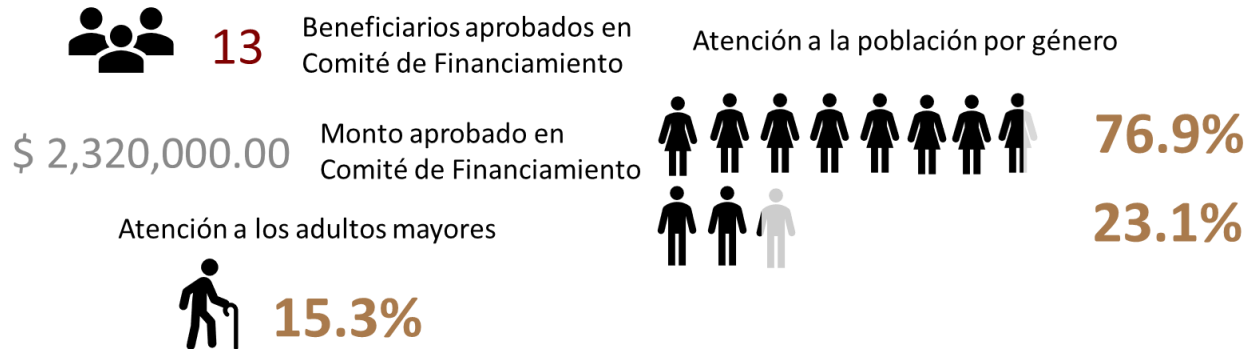 13
Beneficiarios aprobados en
Comité de Financiamiento
$ 2,320,000.00
Monto aprobado en
Comité de Financiamiento
Atención a los adultos mayores
15.3%
Atención a la población por género
76.9%
23.1%